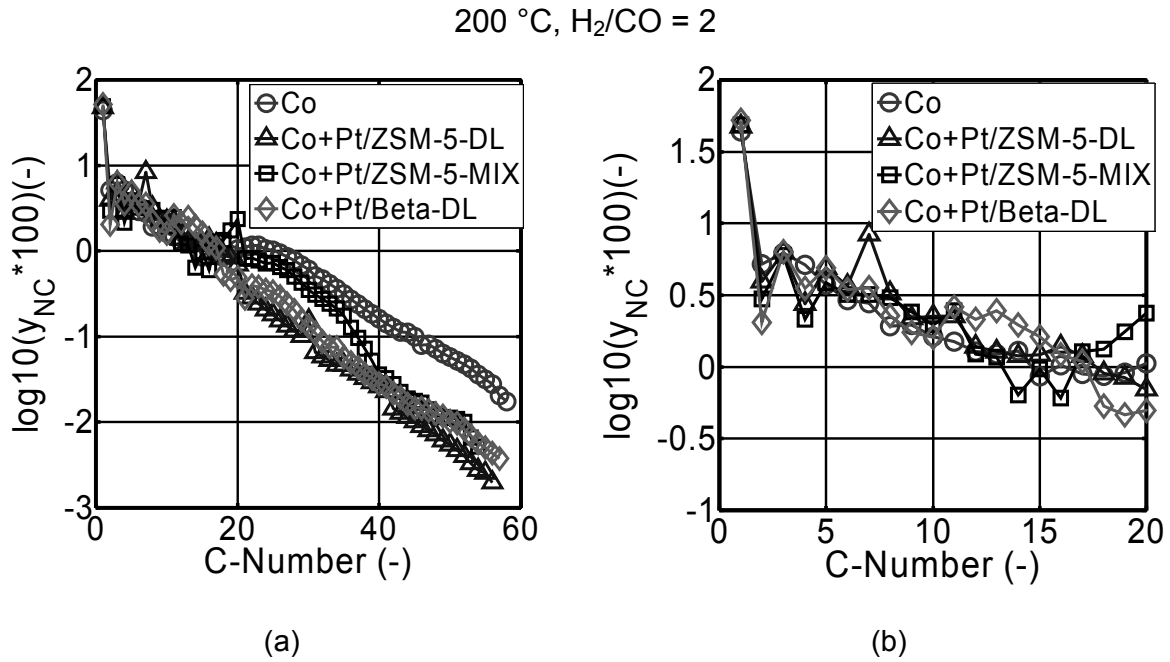 200 °C, H₂/CO = 2
log10(y_NC*100)(-)
2
1
0
-1
-2
-3
0
20
40
60
C-Number (-)
Co
Co+Pt/ZSM-5-DL
Co+Pt/ZSM-5-MIX
Co+Pt/Beta-DL
(a)
log10(y_NC*100)(-)
2
1.5
1
0.5
0
-0.5
-1
0
5
10
15
20
C-Number (-)
Co
Co+Pt/ZSM-5-DL
Co+Pt/ZSM-5-MIX
Co+Pt/Beta-DL
(b)